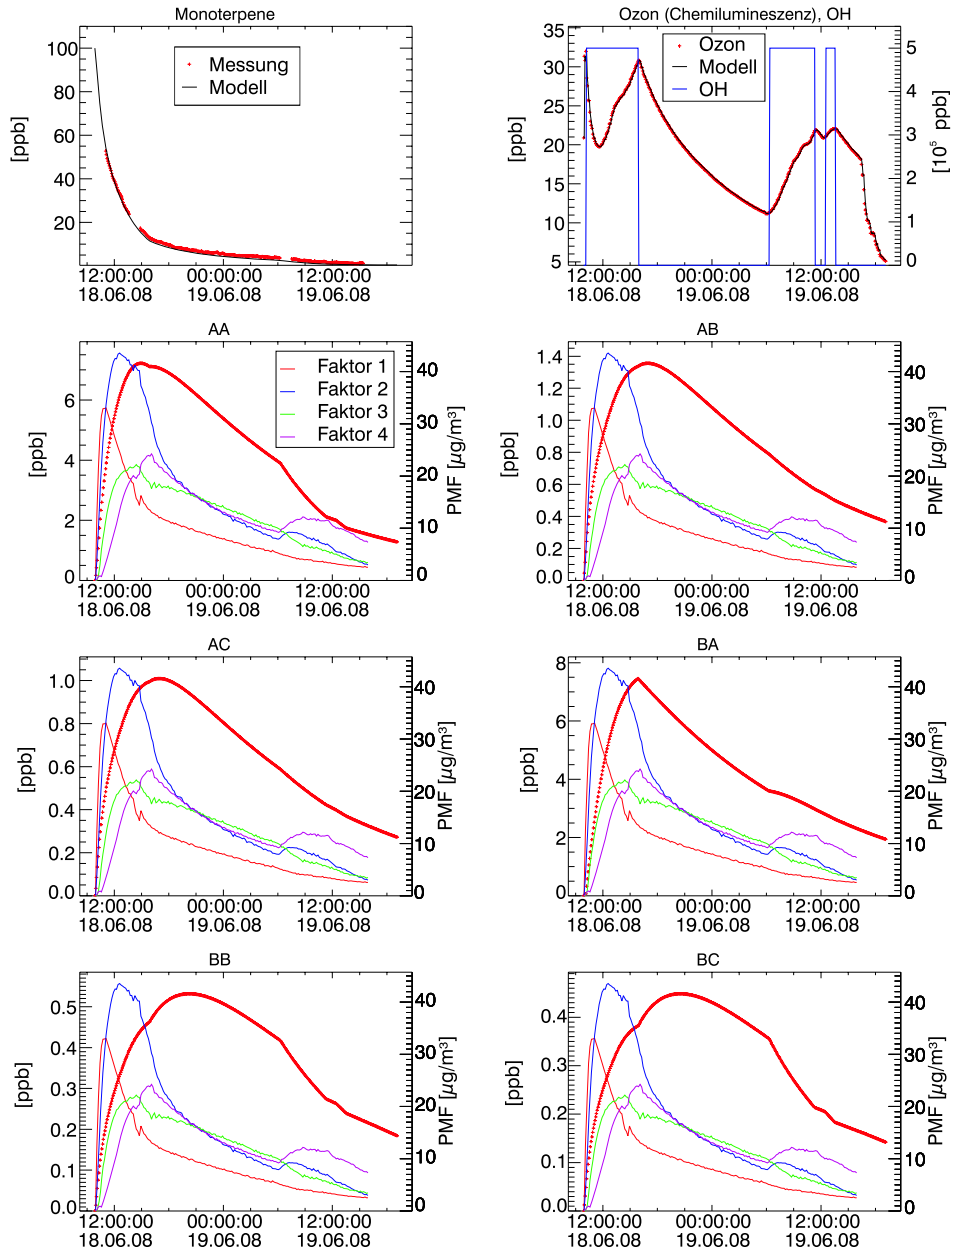 Monoterpene
100
80
60
40
20
[ppb]
Messung
Modell
12:00:00 00:00:00 12:00:00
18.06.08 19.06.08 19.06.08
Ozon (Chemilumineszenz), OH
35
30
25
20
15
10
5
[ppb]
Ozon
Modell
OH
5
4
3
2
1
0
[10⁵ ppb]
12:00:00 00:00:00 12:00:00
18.06.08 19.06.08 19.06.08
AA
6
4
2
0
[ppb]
Faktor 1
Faktor 2
Faktor 3
Faktor 4
40
30
20
10
0
PMF [µg/m³]
12:00:00 00:00:00 12:00:00
18.06.08 19.06.08 19.06.08
AB
1.4
1.2
1.0
0.8
0.6
0.4
0.2
0.0
[ppb]
40
30
20
10
0
PMF [µg/m³]
12:00:00 00:00:00 12:00:00
18.06.08 19.06.08 19.06.08
AC
1.0
0.8
0.6
0.4
0.2
0.0
[ppb]
40
30
20
10
0
PMF [µg/m³]
12:00:00 00:00:00 12:00:00
18.06.08 19.06.08 19.06.08
BA
8
6
4
2
0
[ppb]
40
30
20
10
0
PMF [µg/m³]
12:00:00 00:00:00 12:00:00
18.06.08 19.06.08 19.06.08
BB
0.5
0.4
0.3
0.2
0.1
0.0
[ppb]
40
30
20
10
0
PMF [µg/m³]
12:00:00 00:00:00 12:00:00
18.06.08 19.06.08 19.06.08
BC
0.4
0.3
0.2
0.1
0.0
[ppb]
40
30
20
10
0
PMF [µg/m³]
12:00:00 00:00:00 12:00:00
18.06.08 19.06.08 19.06.08